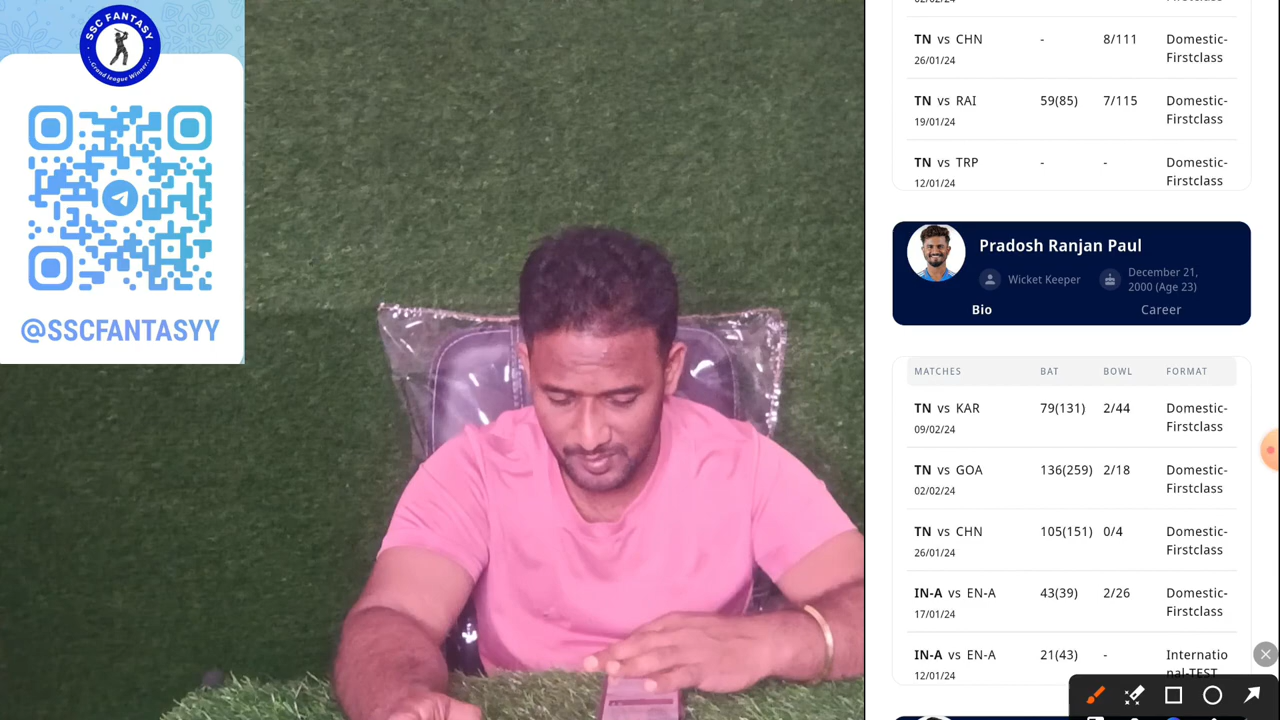 SSC FANTASY
...Grand league Winner...
@SSCFANTASYY
TN vs CHN - 8/111 Domestic-
26/01/24 Firstclass
TN vs RAI 59(85) 7/115 Domestic-
19/01/24 Firstclass
TN vs TRP - - Domestic-
12/01/24 Firstclass
Pradosh Ranjan Paul
Wicket Keeper December 21,
2000 (Age 23)
Bio Career
MATCHES BAT BOWL FORMAT
TN vs KAR 79(131) 2/44 Domestic-
09/02/24 Firstclass
TN vs GOA 136(259) 2/18 Domestic-
02/02/24 Firstclass
TN vs CHN 105(151) 0/4 Domestic-
26/01/24 Firstclass
IN-A vs EN-A 43(39) 2/26 Domestic-
17/01/24 Firstclass
IN-A vs EN-A 21(43) - Internatio
12/01/24 nal-TEST